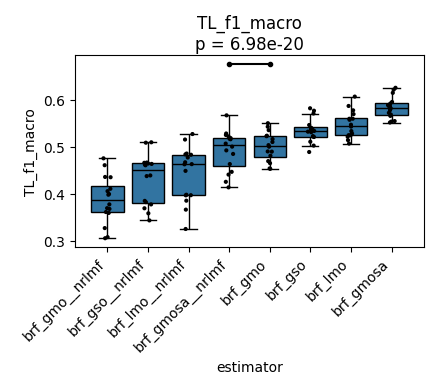 TL_f1_macro
p = 6.98e-20
TL_f1_macro
0.6
0.5
0.4
0.3
brf_gmo__nrlmf
brf_gso__nrlmf
brf_lmo__nrlmf
brf_gmosa__nrlmf
brf_gmo
brf_gso
brf_lmo
brf_gmosa
estimator